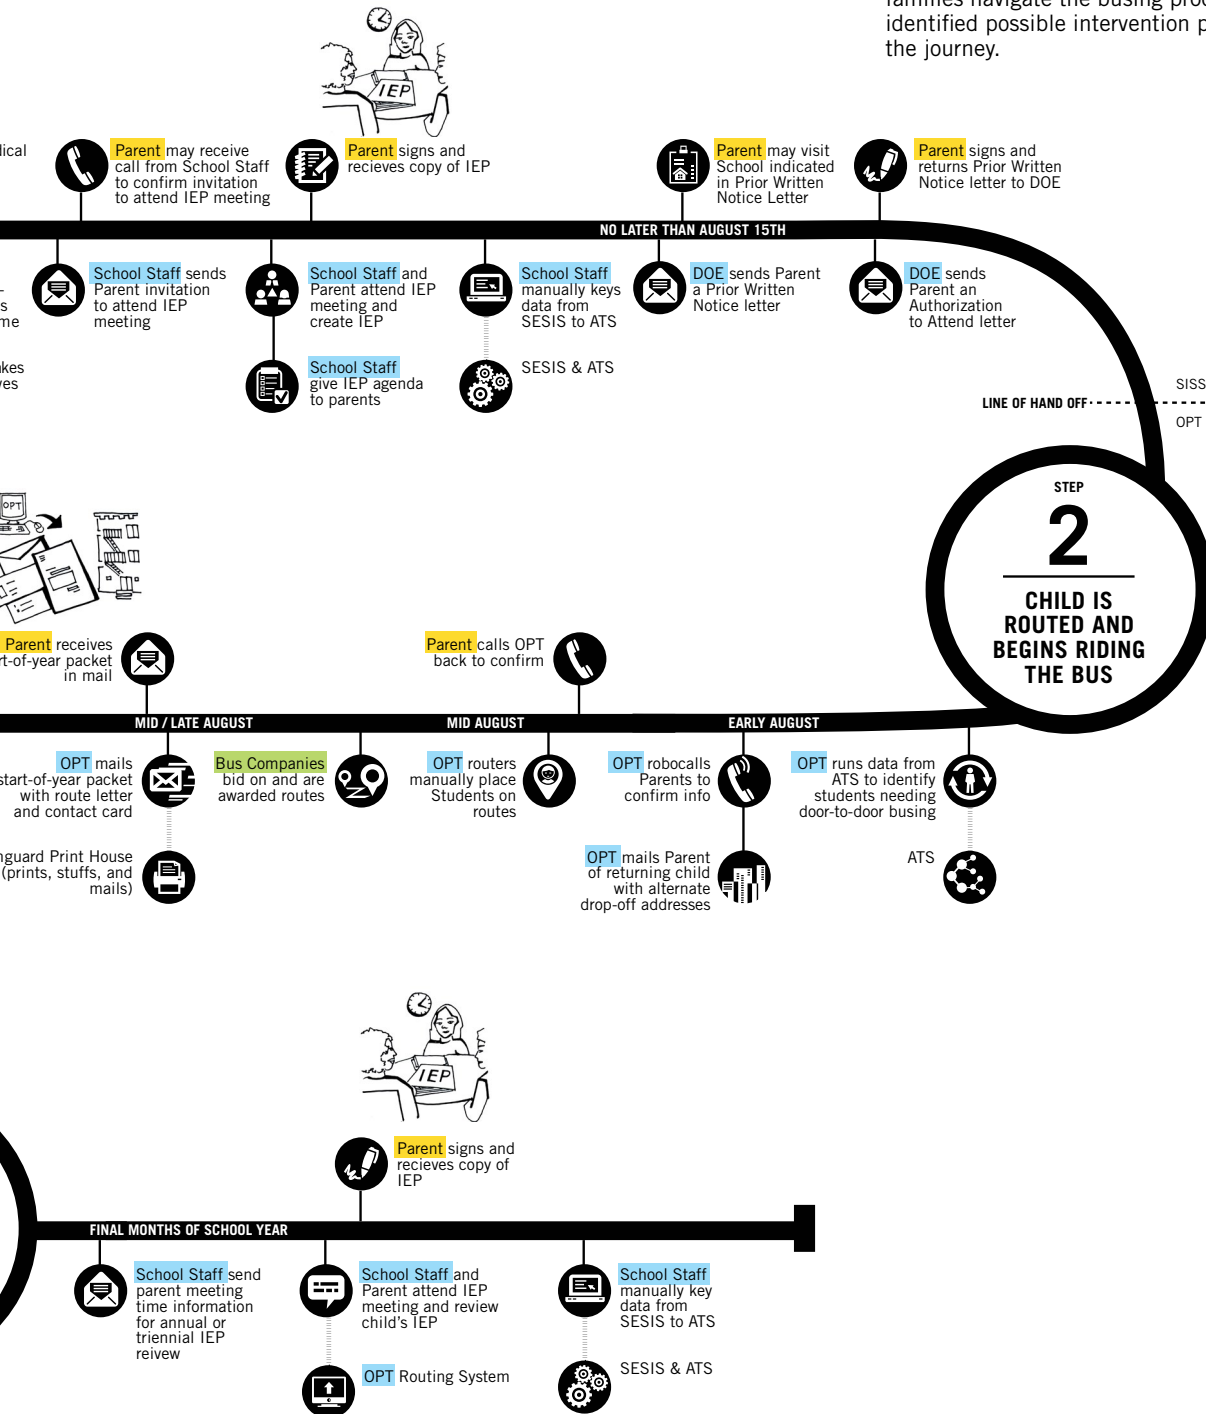 families navigate the busing
identified possible intervention
the journey.
IEP
Parent may receive
call from School Staff
to confirm invitation
to attend IEP meeting
Parent signs and
recieves copy of IEP
Parent may visit
School indicated
in Prior Written
Notice Letter
Parent signs and
returns Prior Written
Notice letter to DOE
NO LATER THAN AUGUST 15TH
School Staff sends
Parent invitation
to attend IEP
meeting
School Staff and
Parent attend IEP
meeting and
create IEP
School Staff
give IEP agenda
to parents
School Staff
manually keys
data from
SESIS to ATS
SESIS & ATS
DOE sends Parent
a Prior Written
Notice letter
DOE sends
Parent an
Authorization
to Attend letter
LINE OF HAND OFF
SISS
OPT
STEP
2
CHILD IS
ROUTED AND
BEGINS RIDING
THE BUS
OPT
Parent receives
packet
in mail
Parent calls OPT
back to confirm
MID / LATE AUGUST
MID AUGUST
EARLY AUGUST
OPT mails
start-of-year packet
with route letter
and contact card
Print House
(prints, stuffs, and
mails)
Bus Companies
bid on and are
awarded routes
OPT routers
manually place
Students on
routes
OPT robocalls
Parents to
confirm info
OPT mails Parent
of returning child
with alternate
drop-off addresses
OPT runs data from
ATS to identify
students needing
door-to-door busing
ATS
IEP
Parent signs and
recieves copy of
IEP
FINAL MONTHS OF SCHOOL YEAR
School Staff send
parent meeting
time information
for annual or
triennial IEP
reivew
School Staff and
Parent attend IEP
meeting and review
child's IEP
OPT Routing System
School Staff
manually key
data from
SESIS to ATS
SESIS & ATS